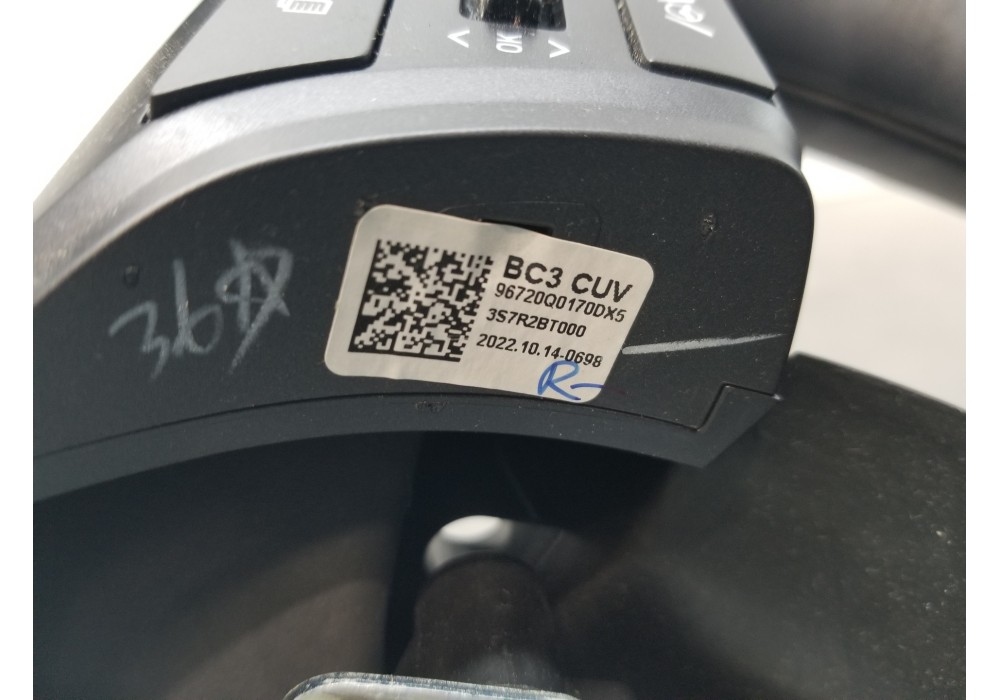 OK
BC3 CUV
96720Q0170DX5
3S7R2BT000
2022.10.14-0698
R-